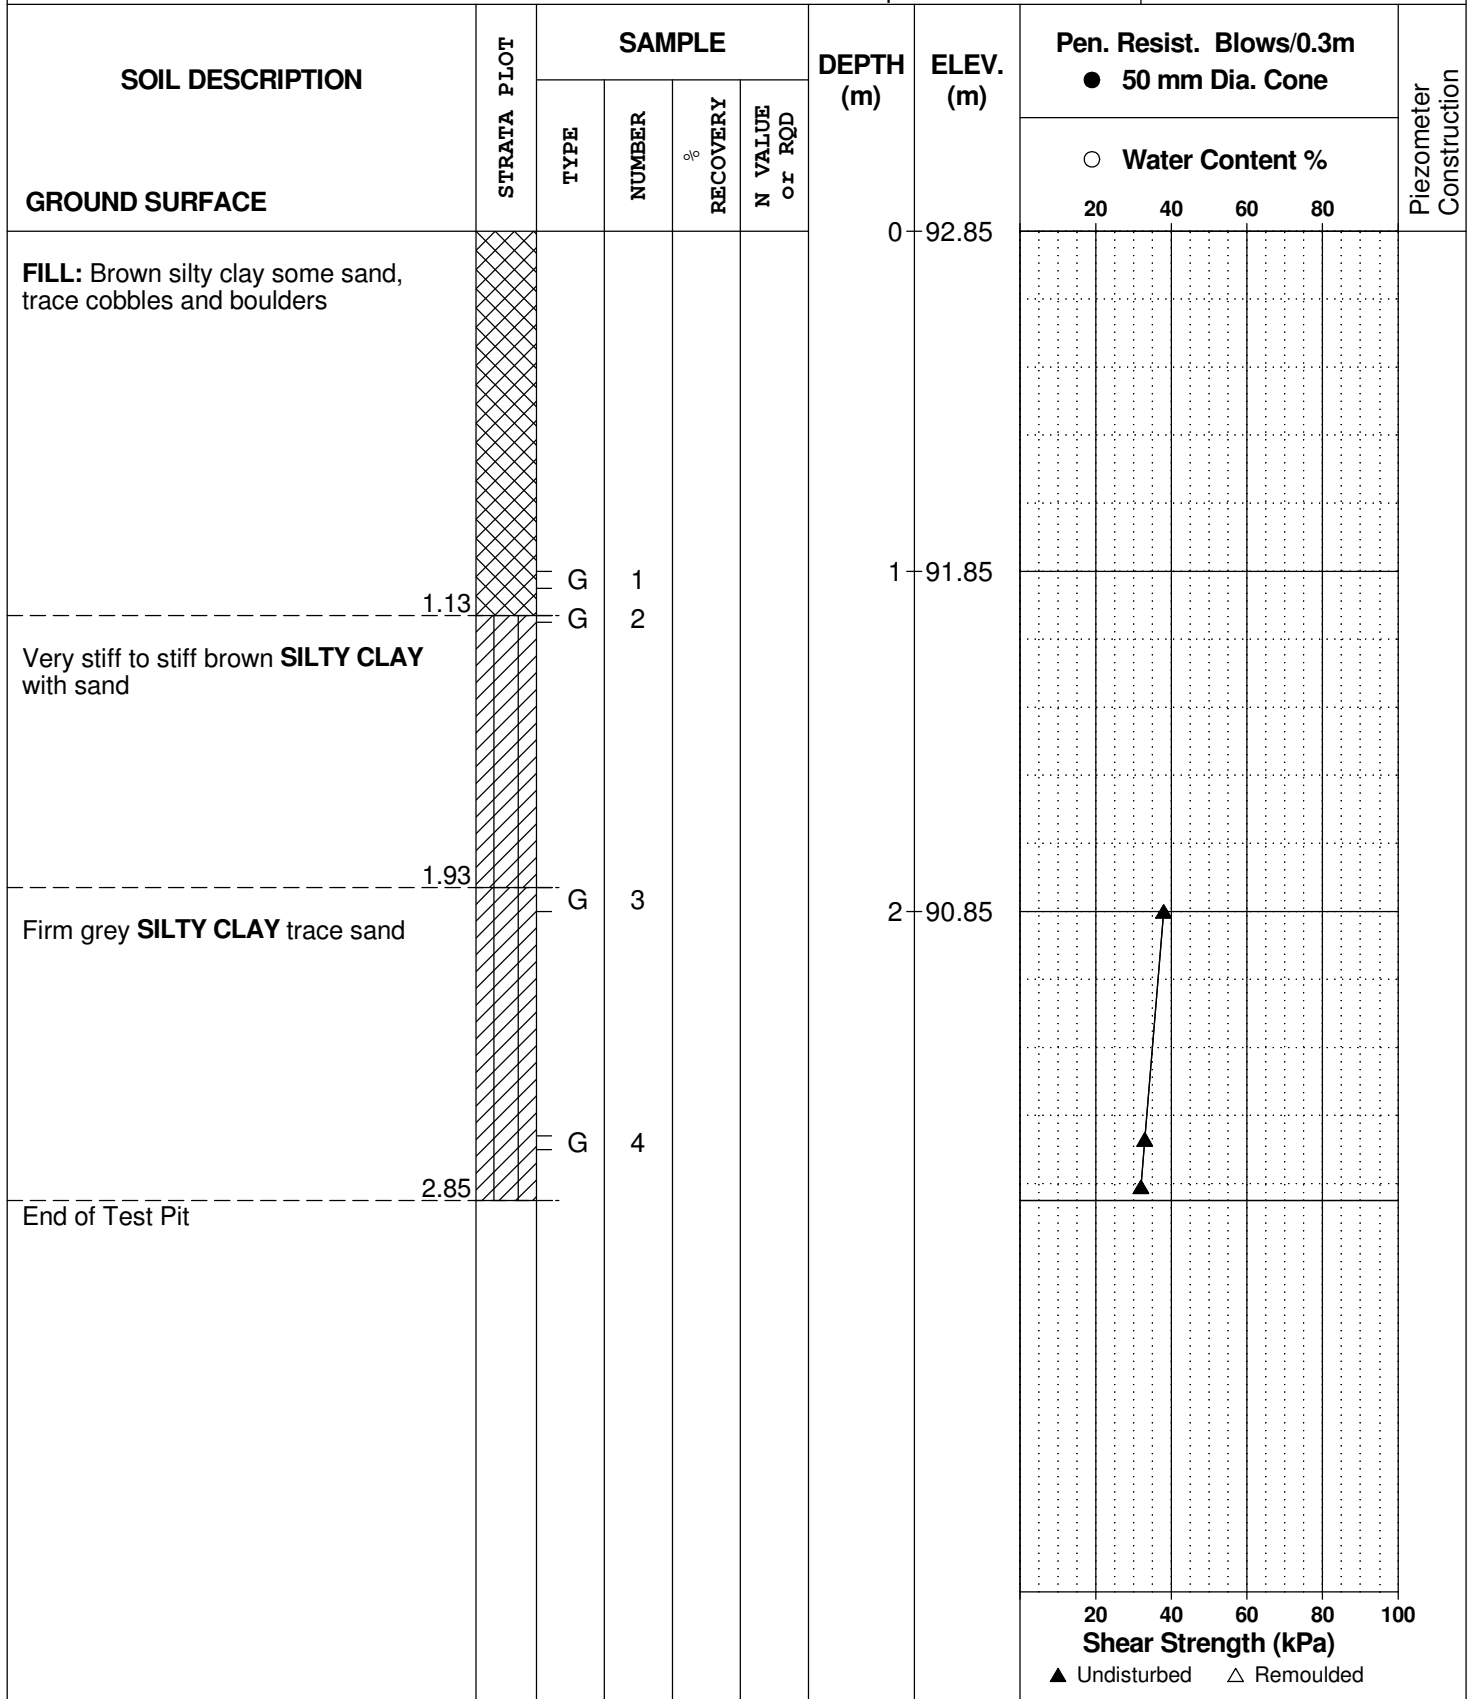 SOIL DESCRIPTION
GROUND SURFACE
STRATA PLOT
SAMPLE
TYPE
NUMBER
%
RECOVERY
N VALUE
or RQD
DEPTH
(m)
ELEV.
(m)
Pen. Resist. Blows/0.3m
● 50 mm Dia. Cone
○ Water Content %
20 40 60 80
Piezometer
Construction
0 92.85
FILL: Brown silty clay some sand,
trace cobbles and boulders
G 1
1 91.85
1.13
G 2
Very stiff to stiff brown SILTY CLAY
with sand
1.93
G 3
2 90.85
Firm grey SILTY CLAY trace sand
G 4
2.85
End of Test Pit
20 40 60 80 100
Shear Strength (kPa)
▲ Undisturbed △ Remoulded